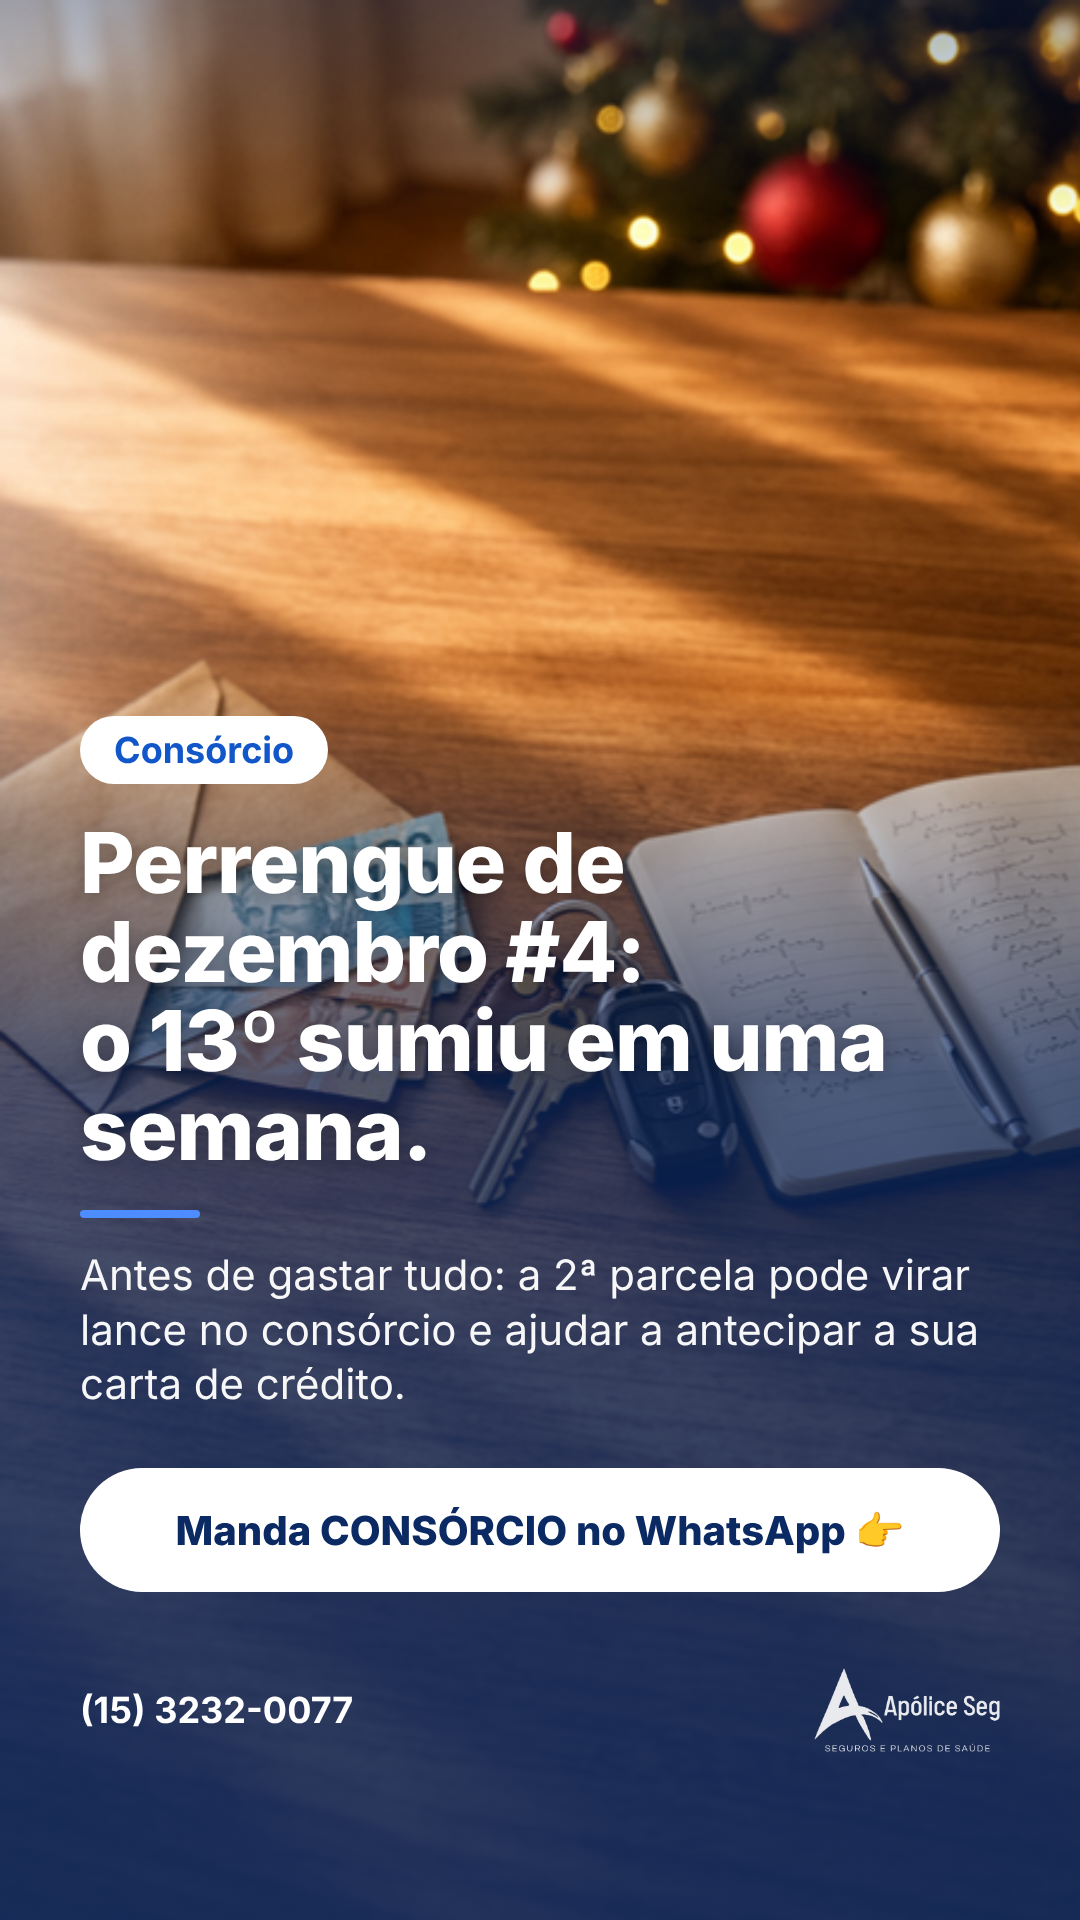 Consórcio
Perrengue de
dezembro #4:
o 13º sumiu em uma
semana.
Antes de gastar tudo: a 2ª parcela pode virar
lance no consórcio e ajudar a antecipar a sua
carta de crédito.
Manda CONSÓRCIO no WhatsApp 👉
(15) 3232-0077
Apólice Seg
SEGUROS E PLANOS DE SAÚDE